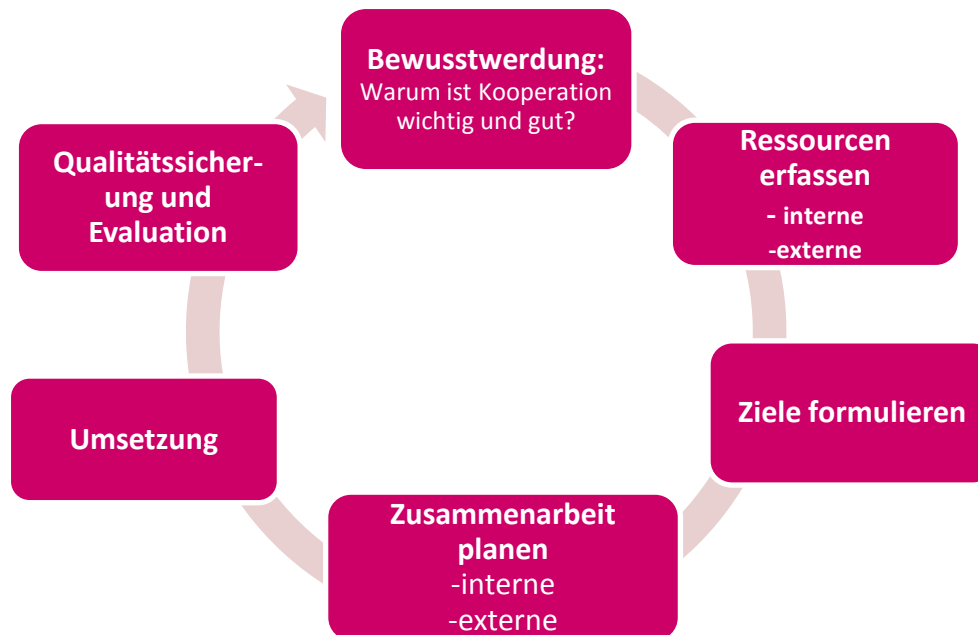 Bewusstwerdung:
Warum ist Kooperation
wichtig und gut?
Ressourcen
erfassen
- interne
-externe
Ziele formulieren
Zusammenarbeit
planen
-interne
-externe
Umsetzung
Qualitätssicher-
ung und
Evaluation